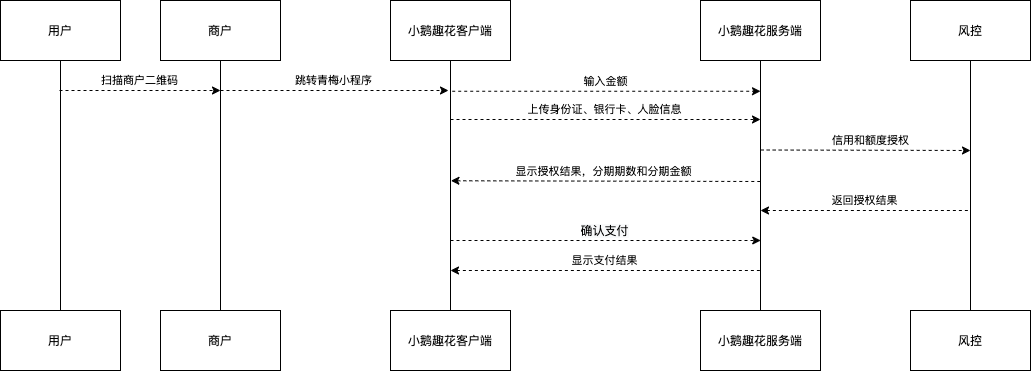 用户
商户
小鹅趣花客户端
小鹅趣花服务端
风控
扫描商户二维码
跳转青梅小程序
输入金额
上传身份证、银行卡、人脸信息
信用和额度授权
显示授权结果，分期期数和分期金额
返回授权结果
确认支付
显示支付结果
用户
商户
小鹅趣花客户端
小鹅趣花服务端
风控